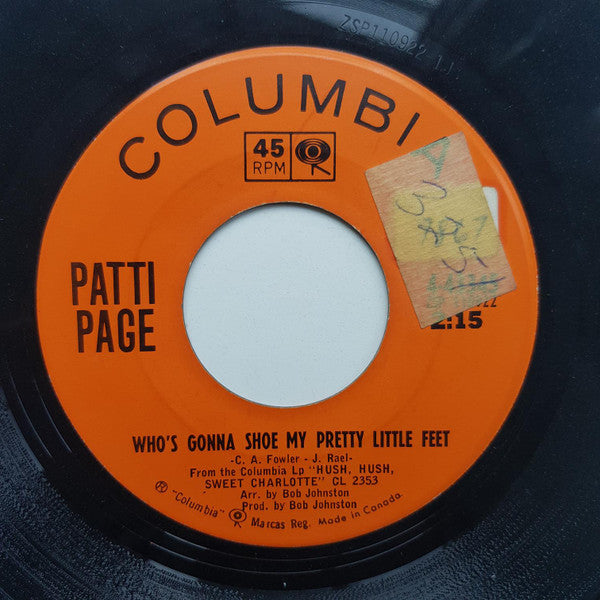 ZSP110922 1J
COLUMBI
45
RPM
PATTI
PAGE
2:15
WHO'S GONNA SHOE MY PRETTY LITTLE FEET
-C. A. Fowler - J. Rael-
From the Columbia Lp "HUSH, HUSH,
SWEET CHARLOTTE" CL 2353
Arr. by Bob Johnston
Prod. by Bob Johnston
® "Columbia" Marcas Reg. Made in Canada